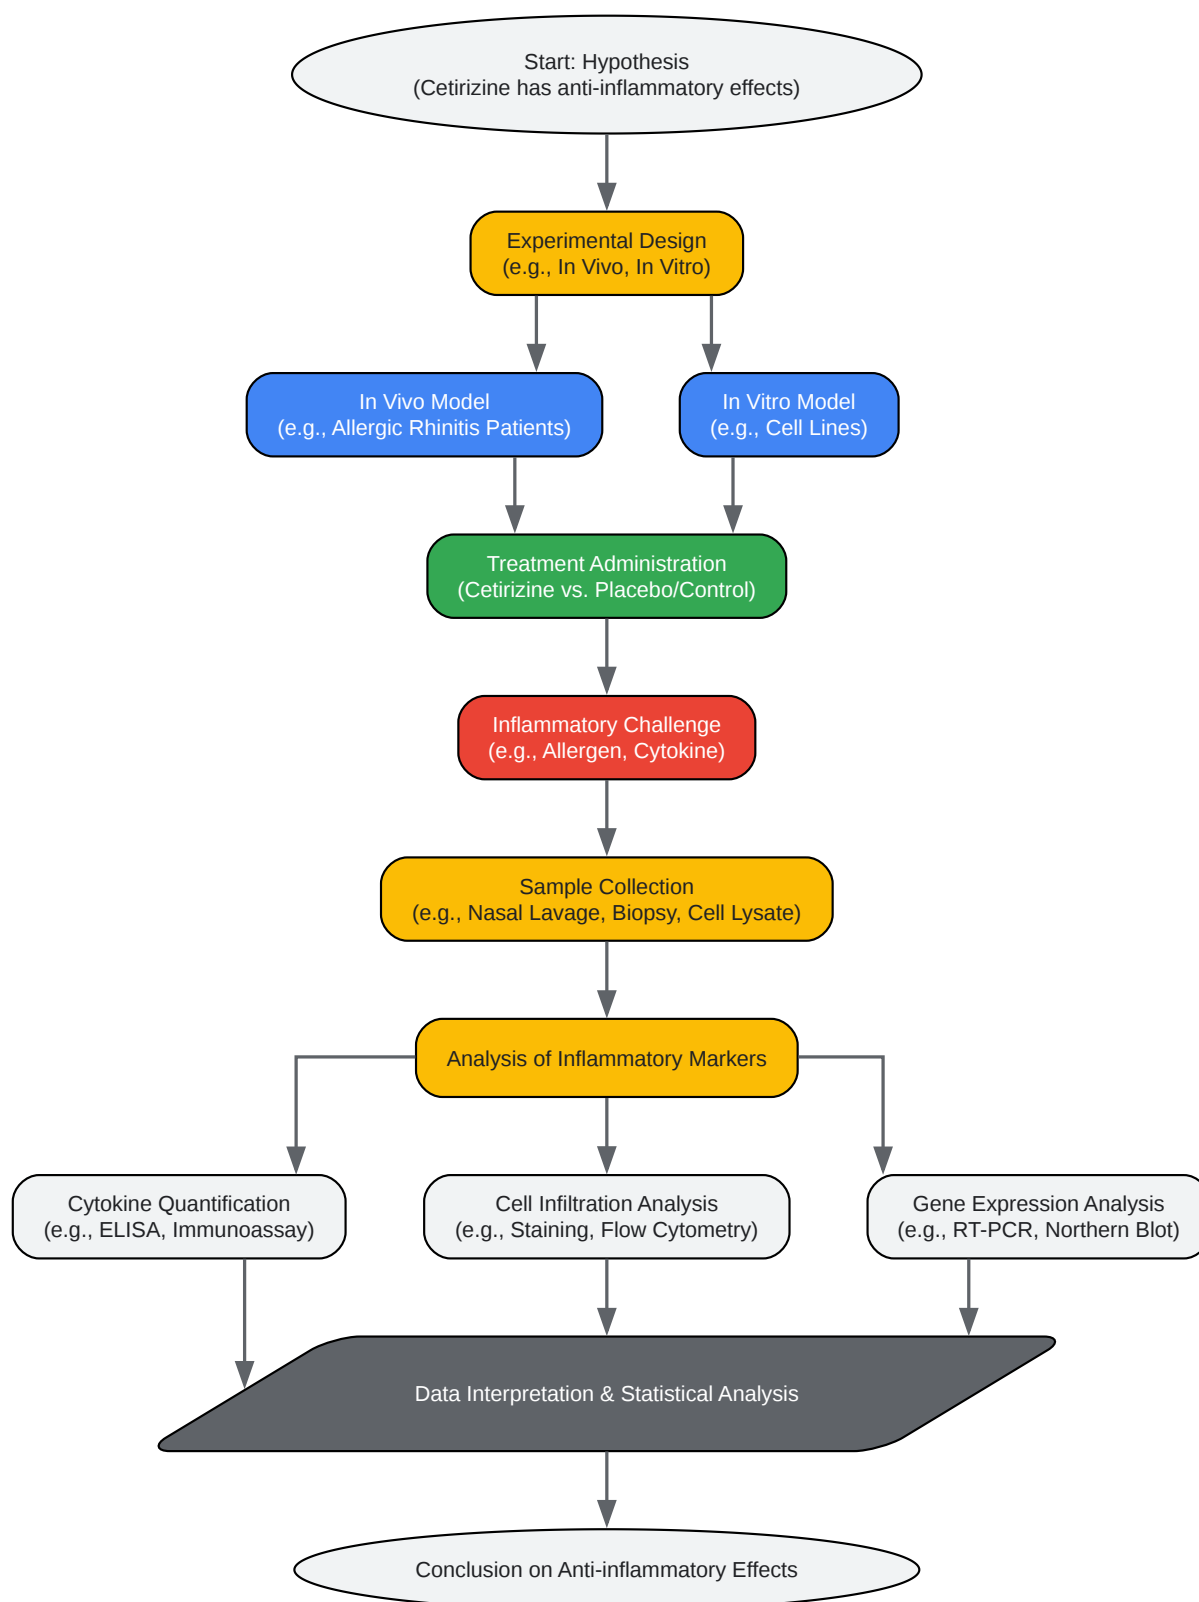 Start: Hypothesis
(Cetirizine has anti-inflammatory effects)
Experimental Design
(e.g., In Vivo, In Vitro)
In Vivo Model
(e.g., Allergic Rhinitis Patients)
In Vitro Model
(e.g., Cell Lines)
Treatment Administration
(Cetirizine vs. Placebo/Control)
Inflammatory Challenge
(e.g., Allergen, Cytokine)
Sample Collection
(e.g., Nasal Lavage, Biopsy, Cell Lysate)
Analysis of Inflammatory Markers
Cytokine Quantification
(e.g., ELISA, Immunoassay)
Cell Infiltration Analysis
(e.g., Staining, Flow Cytometry)
Gene Expression Analysis
(e.g., RT-PCR, Northern Blot)
Data Interpretation & Statistical Analysis
Conclusion on Anti-inflammatory Effects